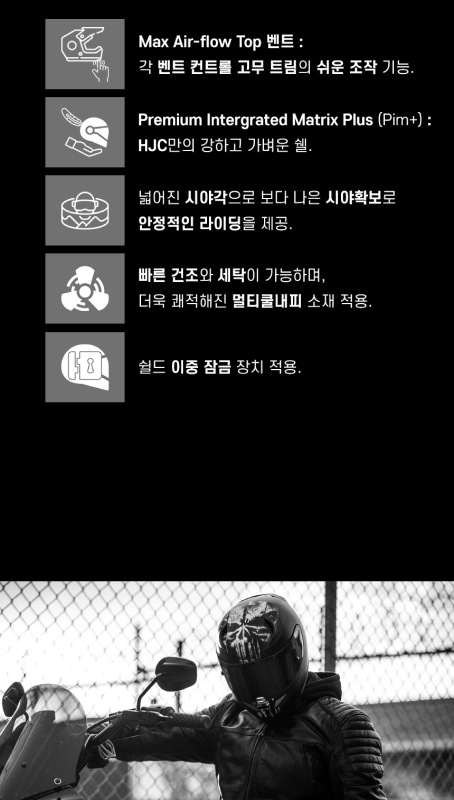 Max Air-flow Top 벤트 :
각 벤트 컨트롤 고무 트림의 쉬운 조작 기능.
Premium Intergrated Matrix Plus (Pim+) :
HJC만의 강하고 가벼운 쉘.
넓어진 시야각으로 보다 나은 시야확보로
안정적인 라이딩을 제공.
빠른 건조와 세탁이 가능하며,
더욱 쾌적해진 멀티쿨내피 소재 적용.
쉴드 이중 잠금 장치 적용.